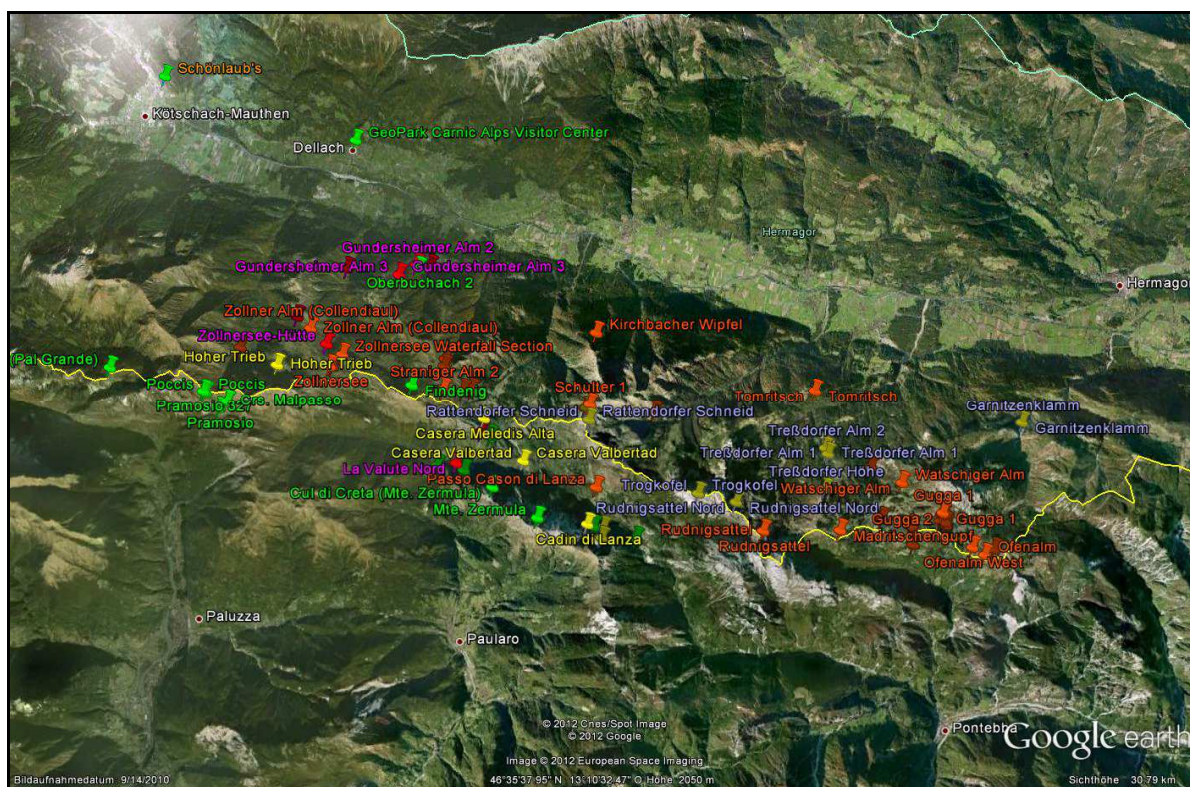 Schönlaub's
Kötschach-Mauthen
GeoPark Carnic Alps Visitor Center
Dellach
Hermagor
Gundersheimer Alm 2
Gundersheimer Alm 3
Gundersheimer Alm 3
Oberbuchach 2
Hermagor
Zollner Alm (Collendiaul)
Zollner Alm (Collendiaul)
Kirchbacher Wipfel
Zollnersee-Hütte
Zollnersee Waterfall Section
(Pal Grande)
Hoher Trieb
Hoher Trieb
Straniger Alm 2
Zollnersee
Poccis
Poccis
Findenig
Schulter 1
Tomritsch
Tomritsch
Crs. Malpasso
Pramosio 327
Rattendorfer Schneid
Rattendorfer Schneid
Garnitzenklamm
Pramosio
Garnitzenklamm
Casera Meledis Alta
Treßdorfer Alm 2
Casera Valbertad
Casera Valbertad
Treßdorfer Alm 1
Treßdorfer Alm 1
La Valute Nord
Treßdorfer Höhe
Passo Cason di Lanza
Watschiger Alm
Trogkofel
Trogkofel
Watschiger Alm
Cul di Creta (Mte. Zermula)
Gugga 1
Mte. Zermula
Rudnigsattel Nord
Rudnigsattel Nord
Gugga 2
Gugga 1
Rudnigsattel
Madritschengupf
Cadin di Lanza
Rudnigsattel
Ofenalm
Ofenalm West
Paluzza
Paularo
© 2012 Cnes/Spot Image
Pontebba
© 2012 Google
Google earth
Image © 2012 European Space Imaging
Bildaufnahmedatum 9/14/2010
46°35'37.95" N 13°10'32.47" O Höhe 2050 m
Sichthöhe 30.79 km